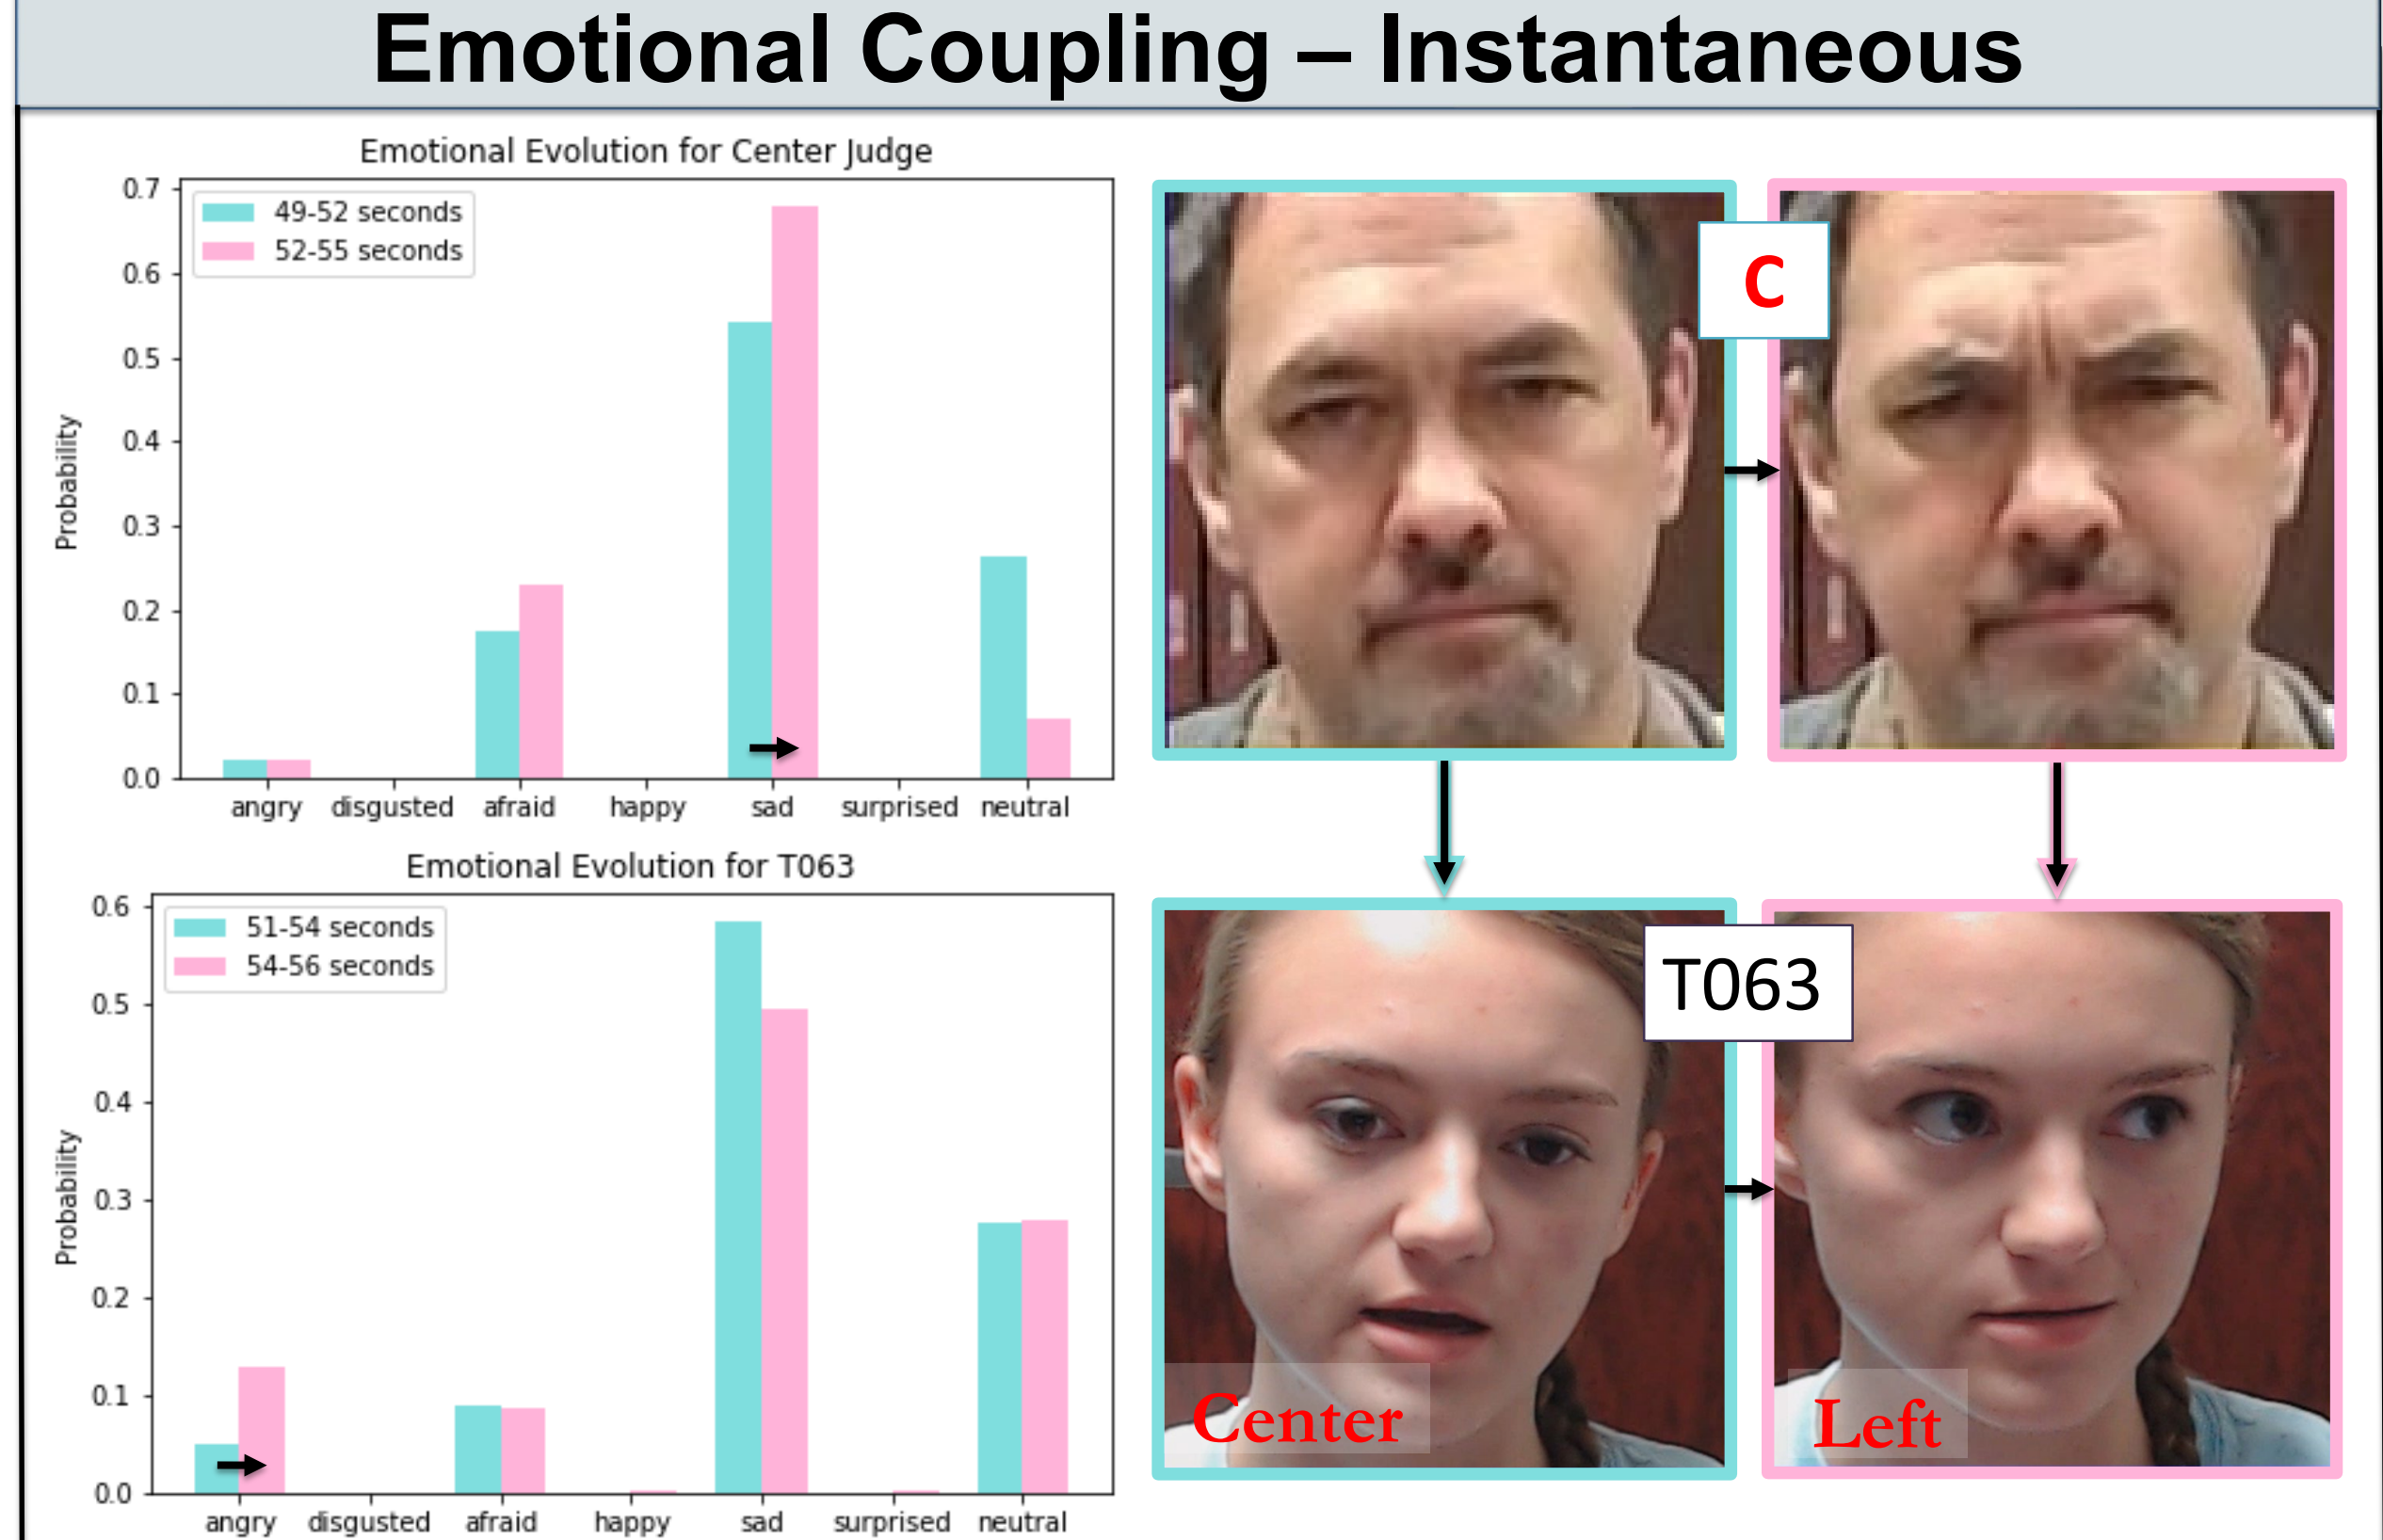 Emotional Coupling – Instantaneous
Emotional Evolution for Center Judge
49-52 seconds
52-55 seconds
Probability
0.7
0.6
0.5
0.4
0.3
0.2
0.1
0.0
angry disgusted afraid happy sad surprised neutral
C
Emotional Evolution for T063
51-54 seconds
54-56 seconds
Probability
0.6
0.5
0.4
0.3
0.2
0.1
0.0
angry disgusted afraid happy sad surprised neutral
T063
Center
Left